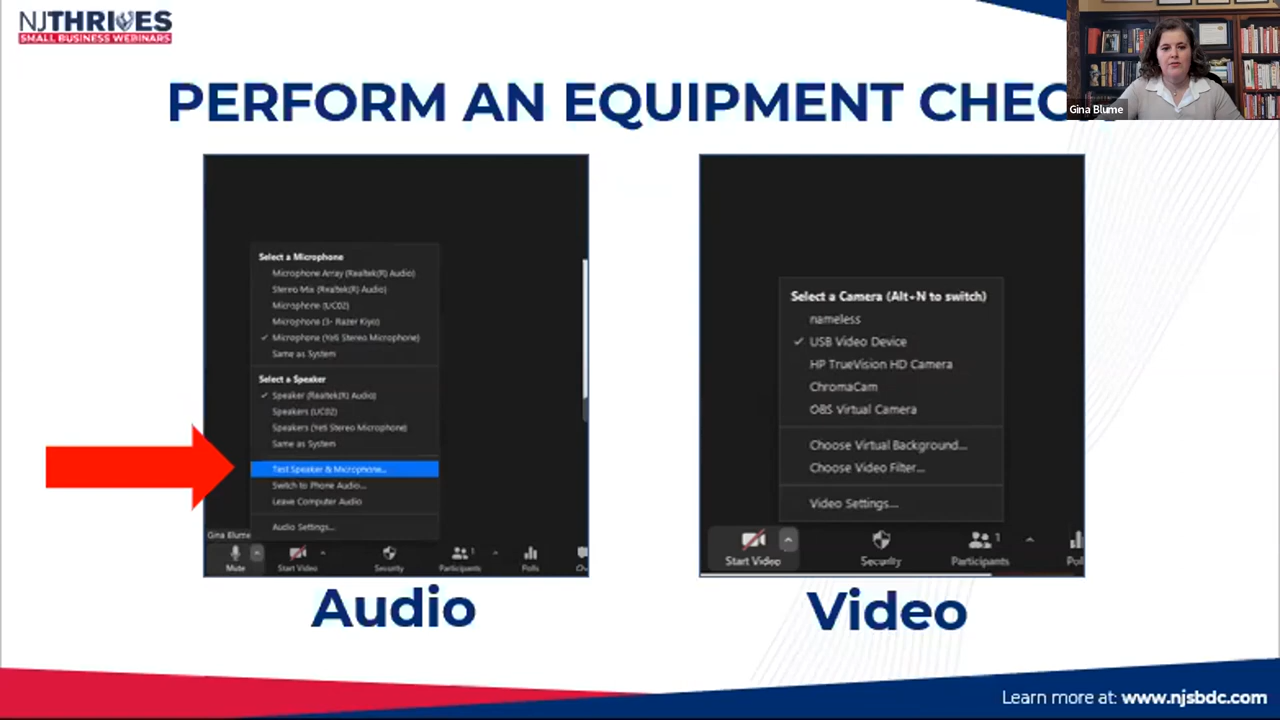 NJTHRIVES
SMALL BUSINESS WEBINARS
Gina Blume
PERFORM AN EQUIPMENT CHEC
Select a Microphone
Microphone Array (Realtek(R) Audio)
Stereo Mix (Realtek(R) Audio)
Microphone (UC02)
Microphone (3- Razer Kiyo)
✓ Microphone (Yeti Stereo Microphone)
Same as System
Select a Speaker
✓ Speaker (Realtek(R) Audio)
Speakers (UC02)
Speakers (Yeti Stereo Microphone)
Same as System
Test Speaker & Microphone...
Switch to Phone Audio...
Leave Computer Audio
Audio Settings...
Gina Blume
Mute
Start Video
Security
Participants
1
Polls
Select a Camera (Alt+N to switch)
nameless
✓ USB Video Device
HP TrueVision HD Camera
ChromaCam
OBS Virtual Camera
Choose Virtual Background...
Choose Video Filter...
Video Settings...
Start Video
Security
Participants
1
Pol
Audio
Video
Learn more at: www.njsbdc.com